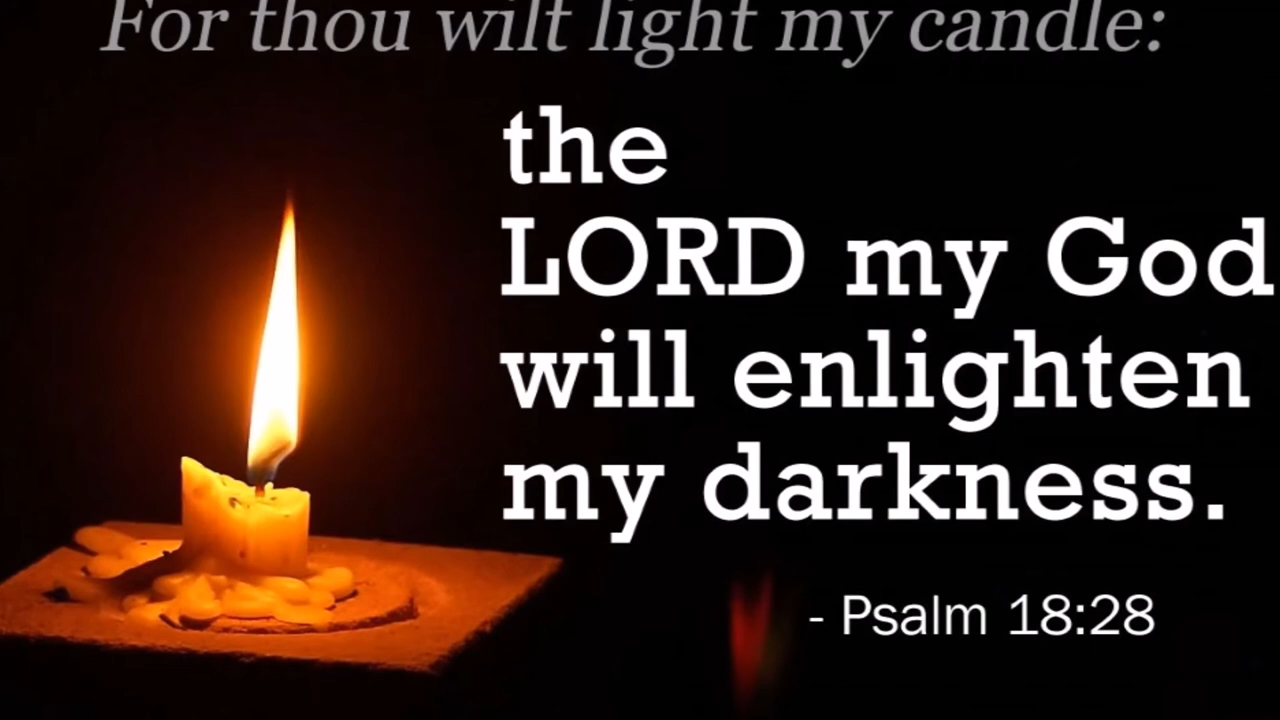 For thou wilt light my candle:
the
LORD my God
will enlighten
my darkness.
- Psalm 18:28